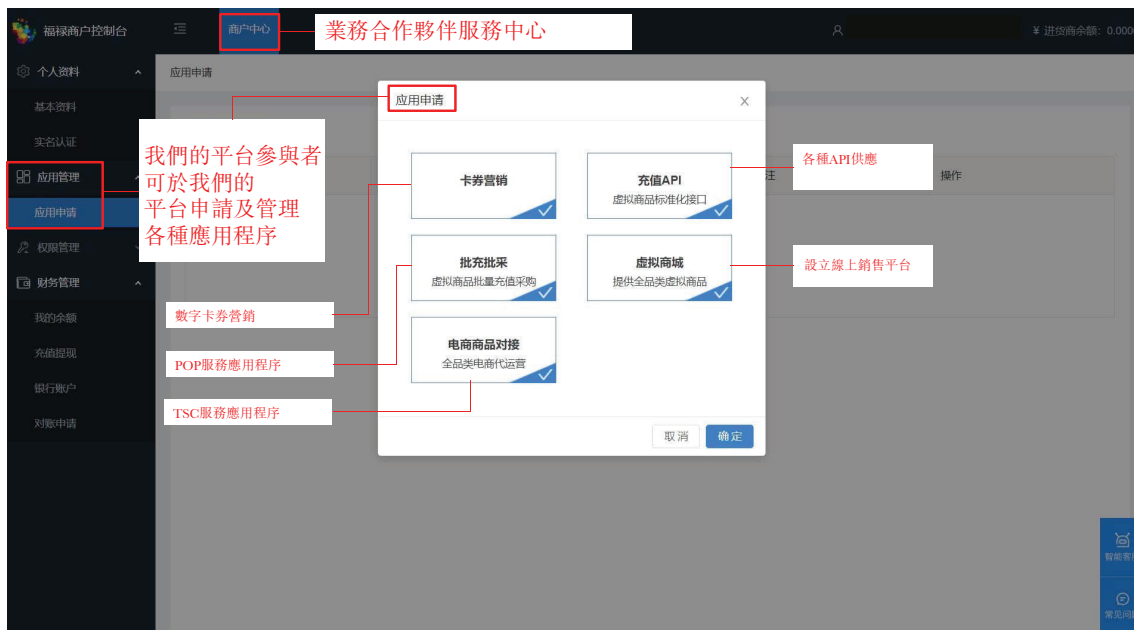 福禄商户控制台
商户中心
業務合作夥伴服務中心
¥ 进货商余额: 0.000
个人资料
应用申请
基本资料
实名认证
应用管理
应用申请
权限管理
财务管理
我的余额
充值提现
银行账户
对账申请
我們的平台參與者
可於我們的
平台申請及管理
各種應用程序
数字卡券營銷
POP服務應用程序
TSC服務應用程序
应用申请
卡券营销
充值API
虚拟商品标准化接口
批充批采
虚拟商品批量充值采购
虚拟商城
提供全品类虚拟商品
电商商品对接
全品类电商代运营
取消
确定
各種API供應
注
操作
設立線上銷售平台
智能客
常见问